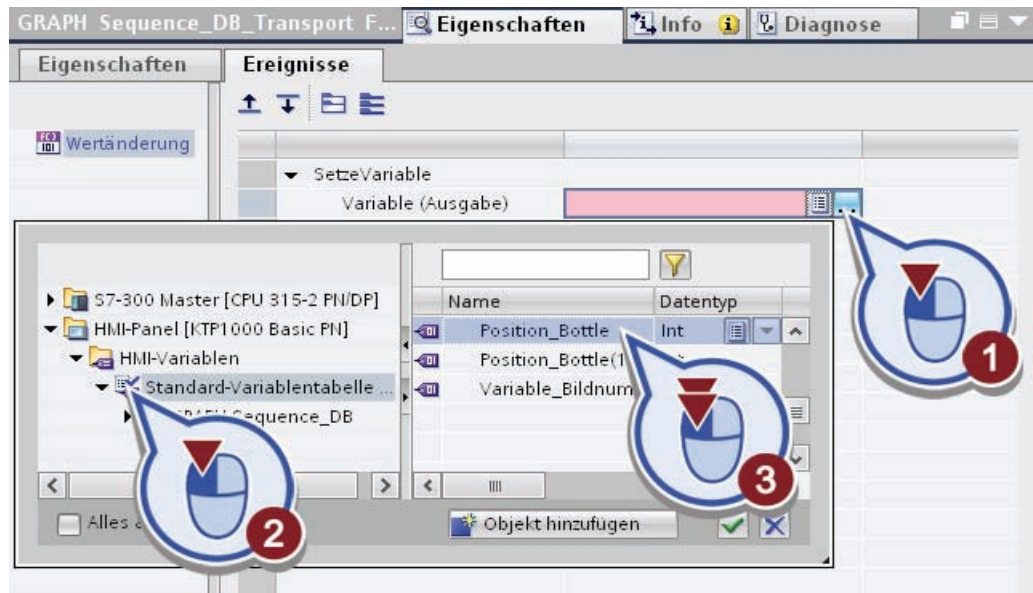 GRAPH Sequence_DB_Transport F... Eigenschaften Info Diagnose
Eigenschaften Ereignisse
Wertänderung
SetzeVariable
Variable (Ausgabe)
...
1
S7-300 Master [CPU 315-2 PN/DP]
HMI-Panel [KTP1000 Basic PN]
HMI-Variablen
Standard-Variablentabelle ...
Sequence_DB
Name Datentyp
Position_Bottle Int
Position_Bottle(1
Variable_Bildnum
2
3
Alles
Objekt hinzufügen